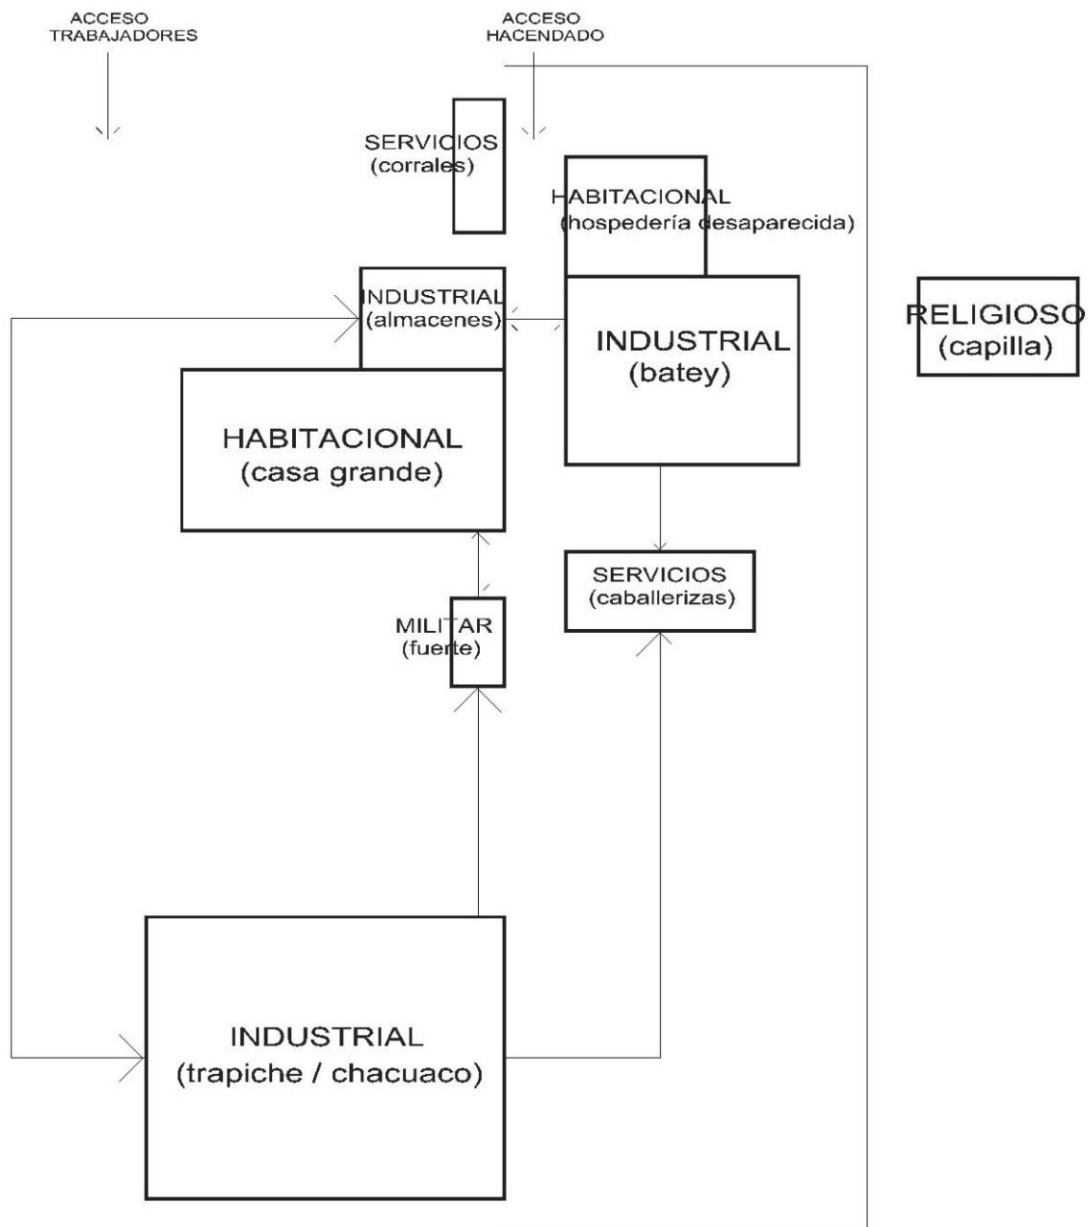 ACCESO
TRABAJADORES
ACCESO
HACENDADO
SERVICIOS
(corrales)
HABITACIONAL
(hospedería desaparecida)
INDUSTRIAL
(almacenes)
INDUSTRIAL
(batey)
RELIGIOSO
(capilla)
HABITACIONAL
(casa grande)
SERVICIOS
(caballerizas)
MILITAR
(fuerte)
INDUSTRIAL
(trapiche / chacuaco)